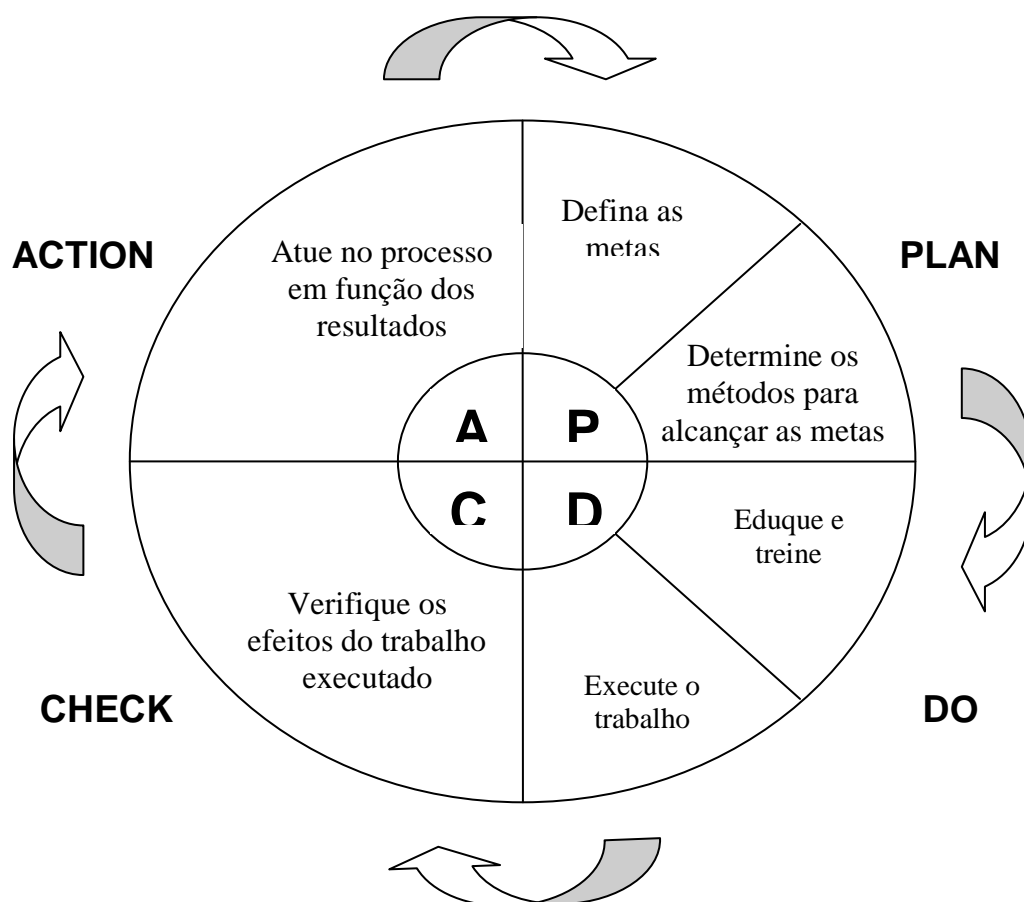 Defina as
metas
ACTION
Atue no processo
em função dos
resultados
PLAN
Determine os
métodos para
alcançar as metas
A
P
C
D
Eduque e
treine
Verifique os
efeitos do trabalho
executado
Execute o
trabalho
CHECK
DO